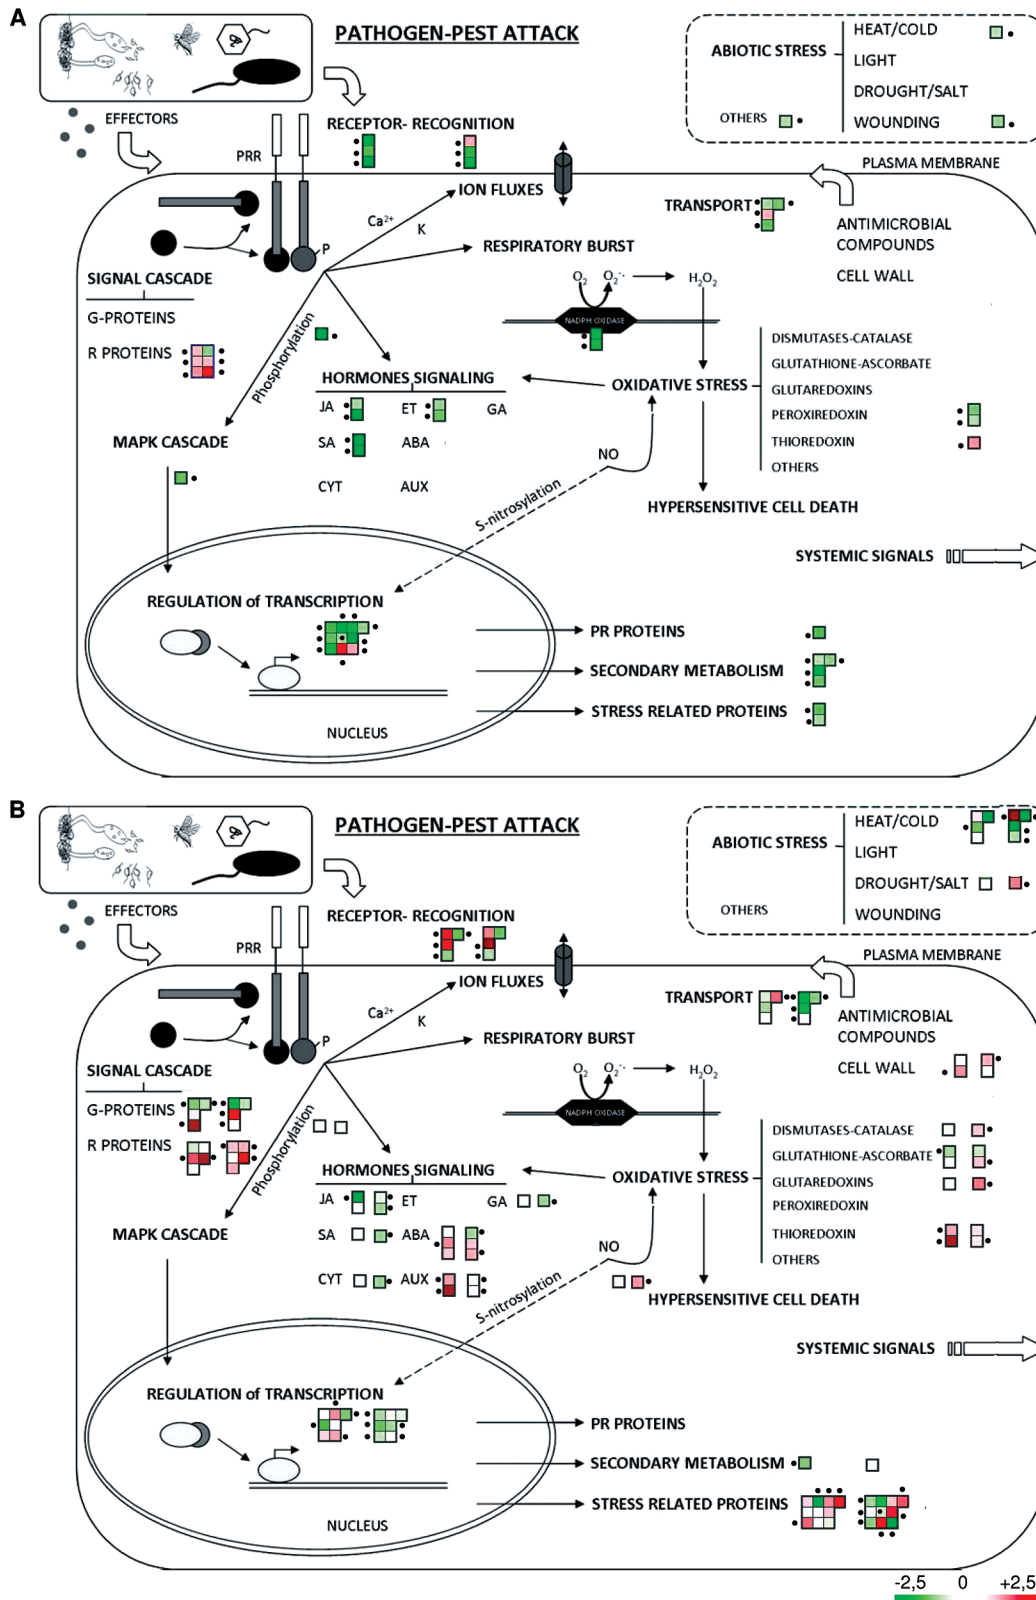 A
PATHOGEN-PEST ATTACK
ABIOTIC STRESS
HEAT/COLD
LIGHT
DROUGHT/SALT
OTHERS
WOUNDING
EFFECTORS
RECEPTOR- RECOGNITION
PRR
PLASMA MEMBRANE
ION FLUXES
Ca2+
K
TRANSPORT
ANTIMICROBIAL
COMPOUNDS
RESPIRATORY BURST
P
CELL WALL
SIGNAL CASCADE
O2 O2·- H2O2
G-PROTEINS
NADPH OXIDASE
R PROTEINS
Phosphorylation
DISMUTASES-CATALASE
GLUTATHIONE-ASCORBATE
HORMONES SIGNALING
OXIDATIVE STRESS
GLUTAREDOXINS
JA ET GA
PEROXIREDOXIN
MAPK CASCADE
SA ABA
THIOREDOXIN
NO
OTHERS
CYT AUX
S-nitrosylation
HYPERSENSITIVE CELL DEATH
SYSTEMIC SIGNALS
REGULATION of TRANSCRIPTION
PR PROTEINS
SECONDARY METABOLISM
STRESS RELATED PROTEINS
NUCLEUS
B
PATHOGEN-PEST ATTACK
ABIOTIC STRESS
HEAT/COLD
LIGHT
DROUGHT/SALT
OTHERS
WOUNDING
EFFECTORS
RECEPTOR- RECOGNITION
PRR
PLASMA MEMBRANE
ION FLUXES
Ca2+
K
TRANSPORT
ANTIMICROBIAL
COMPOUNDS
RESPIRATORY BURST
P
CELL WALL
SIGNAL CASCADE
O2 O2·- H2O2
G-PROTEINS
NADPH OXIDASE
R PROTEINS
Phosphorylation
DISMUTASES-CATALASE
GLUTATHIONE-ASCORBATE
HORMONES SIGNALING
OXIDATIVE STRESS
GLUTAREDOXINS
JA ET GA
PEROXIREDOXIN
MAPK CASCADE
SA ABA
THIOREDOXIN
NO
OTHERS
CYT AUX
S-nitrosylation
HYPERSENSITIVE CELL DEATH
SYSTEMIC SIGNALS
REGULATION of TRANSCRIPTION
PR PROTEINS
SECONDARY METABOLISM
STRESS RELATED PROTEINS
NUCLEUS
-2,5 0 +2,5